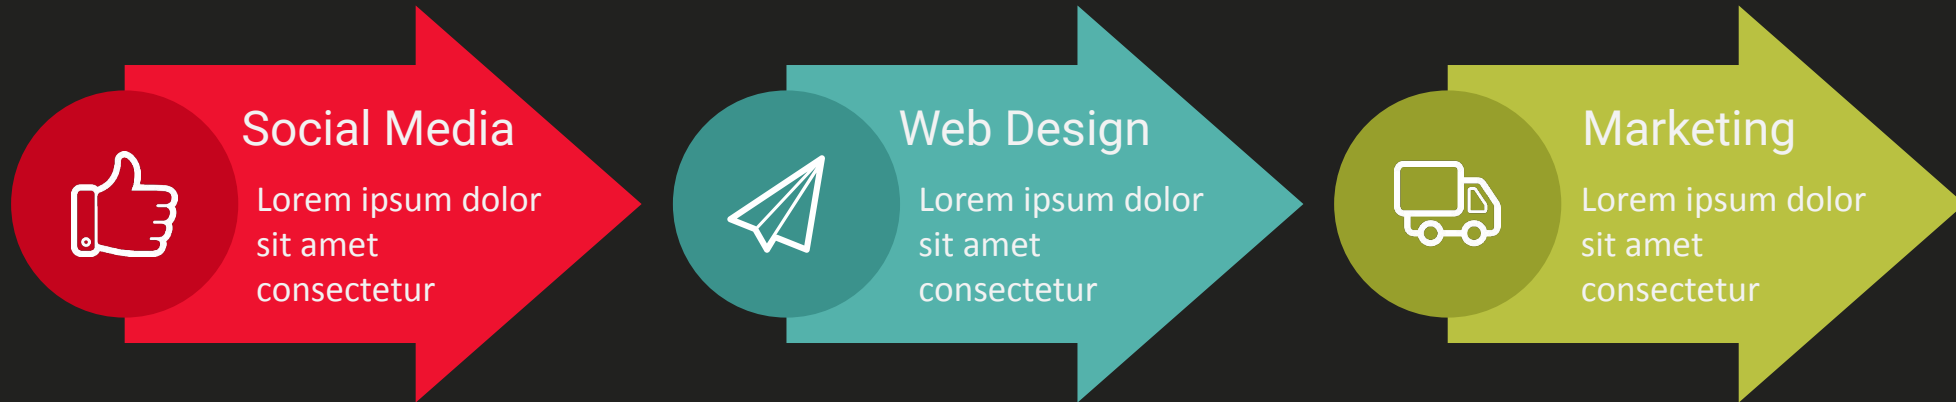 Social Media
Lorem ipsum dolor
sit amet
consectetur
Web Design
Lorem ipsum dolor
sit amet
consectetur
Marketing
Lorem ipsum dolor
sit amet
consectetur